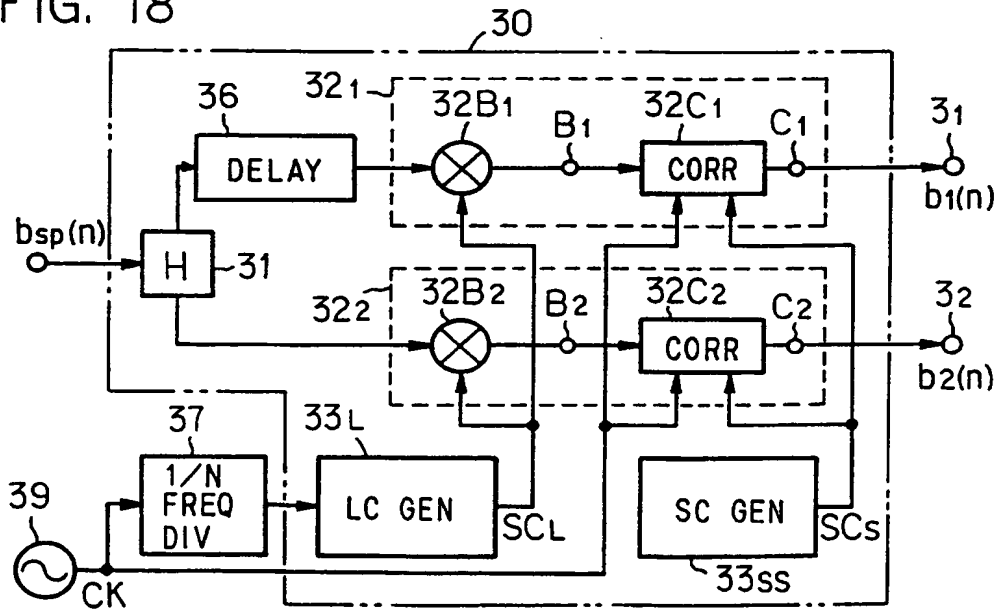 FIG. 18
30
36
DELAY
321
32B1
B1
32C1
CORR
C1
31
b1(n)
bsp(n)
H
31
322
32B2
B2
32C2
CORR
C2
32
b2(n)
39
CK
37
1/N
FREQ
DIV
33L
LC GEN
SCL
SC GEN
SCS
33SS